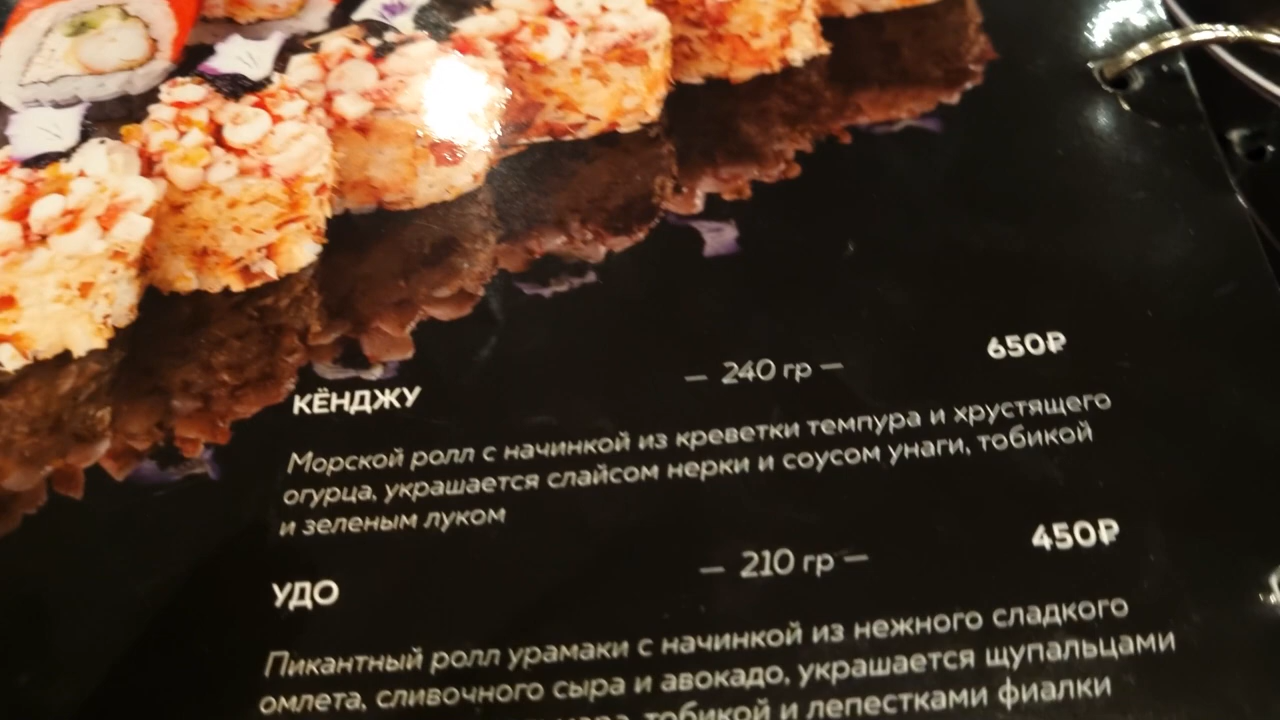 КЁНДЖУ — 240 гр — 650₽
Морской ролл с начинкой из креветки темпура и хрустящего
огурца, украшается слайсом нерки и соусом унаги, тобикой
и зеленым луком
УДО — 210 гр — 450₽
Пикантный ролл урамаки с начинкой из нежного сладкого
омлета, сливочного сыра и авокадо, украшается щупальцами
тобикой и лепестками фиалки